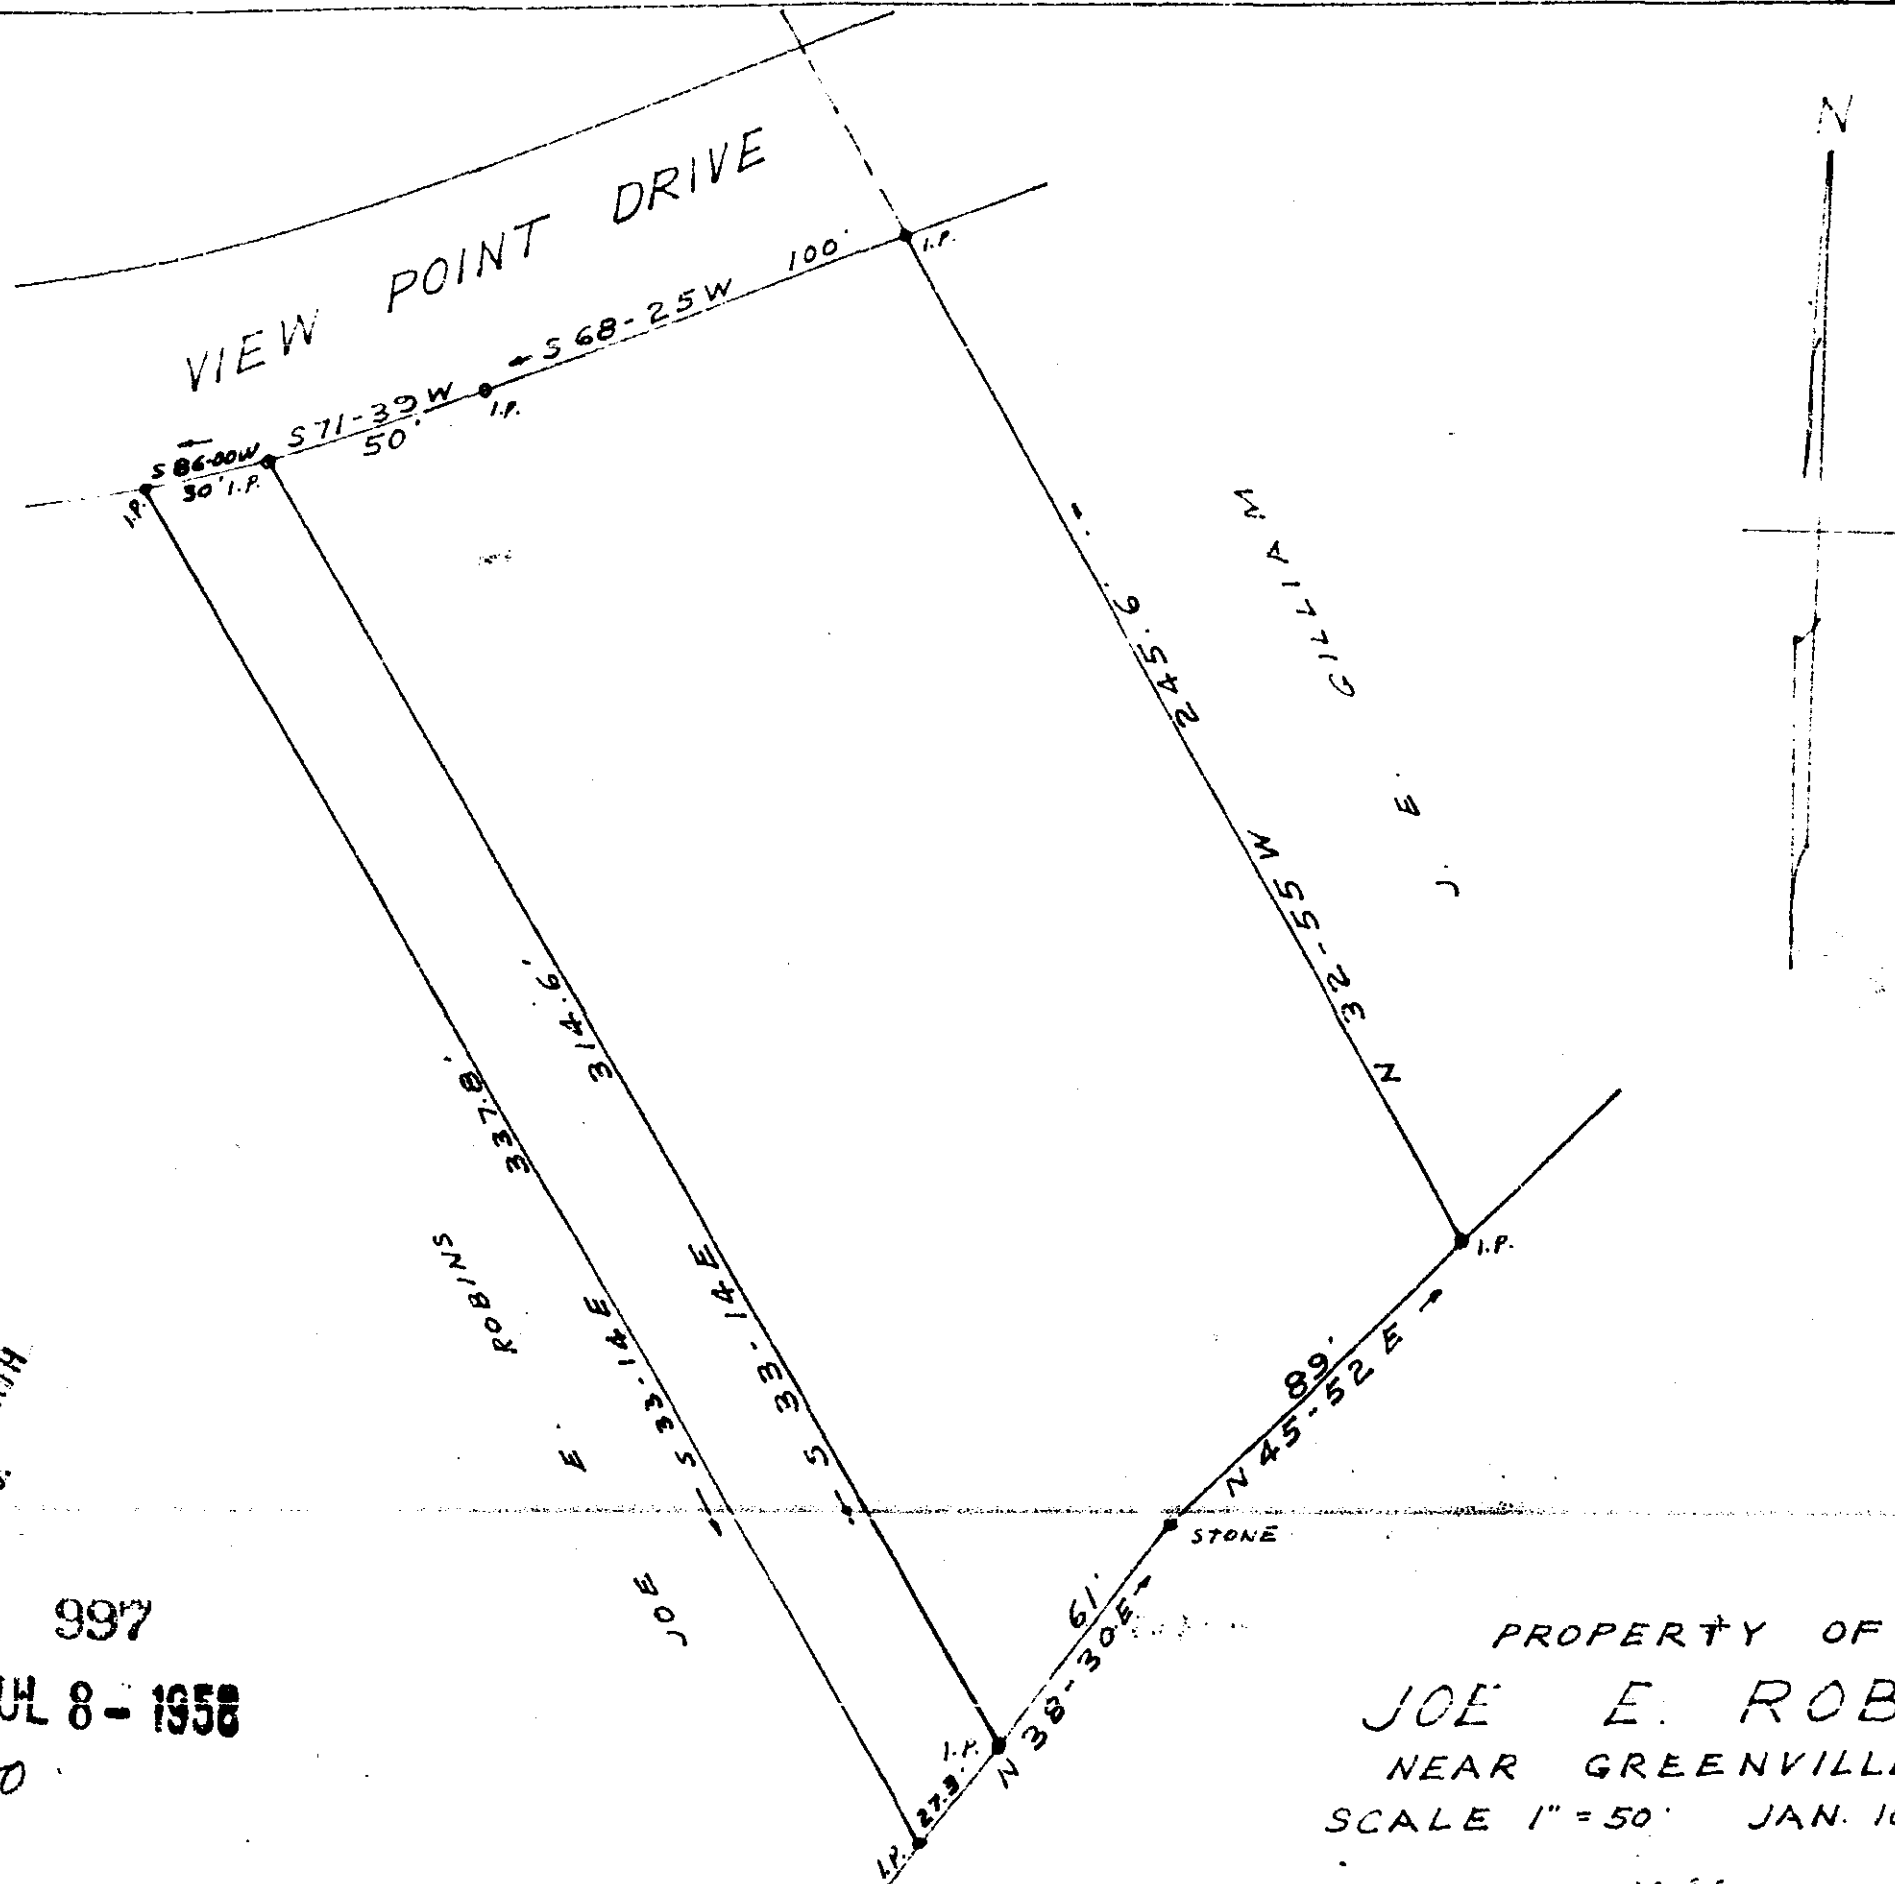 N
VIEW POINT DRIVE
100'
I.P.
S 68-25 W
I.P.
S 71-39 W
50'
S 86-00 W
30' I.P.
I.P.
245.6'
N 32-55 W
J. E. GILLIAM
314.6'
S 33-14 E
337.8'
S 33-14 E
JOE E. ROBINS
I.P.
89'
N 45-52 E
STONE
61'
N 38-30 E
I.P.
27.3'
I.P.
997
UL 8 - 1958
PROPERTY OF
JOE E. ROB
NEAR GREENVILL
SCALE 1" = 50' JAN. 1